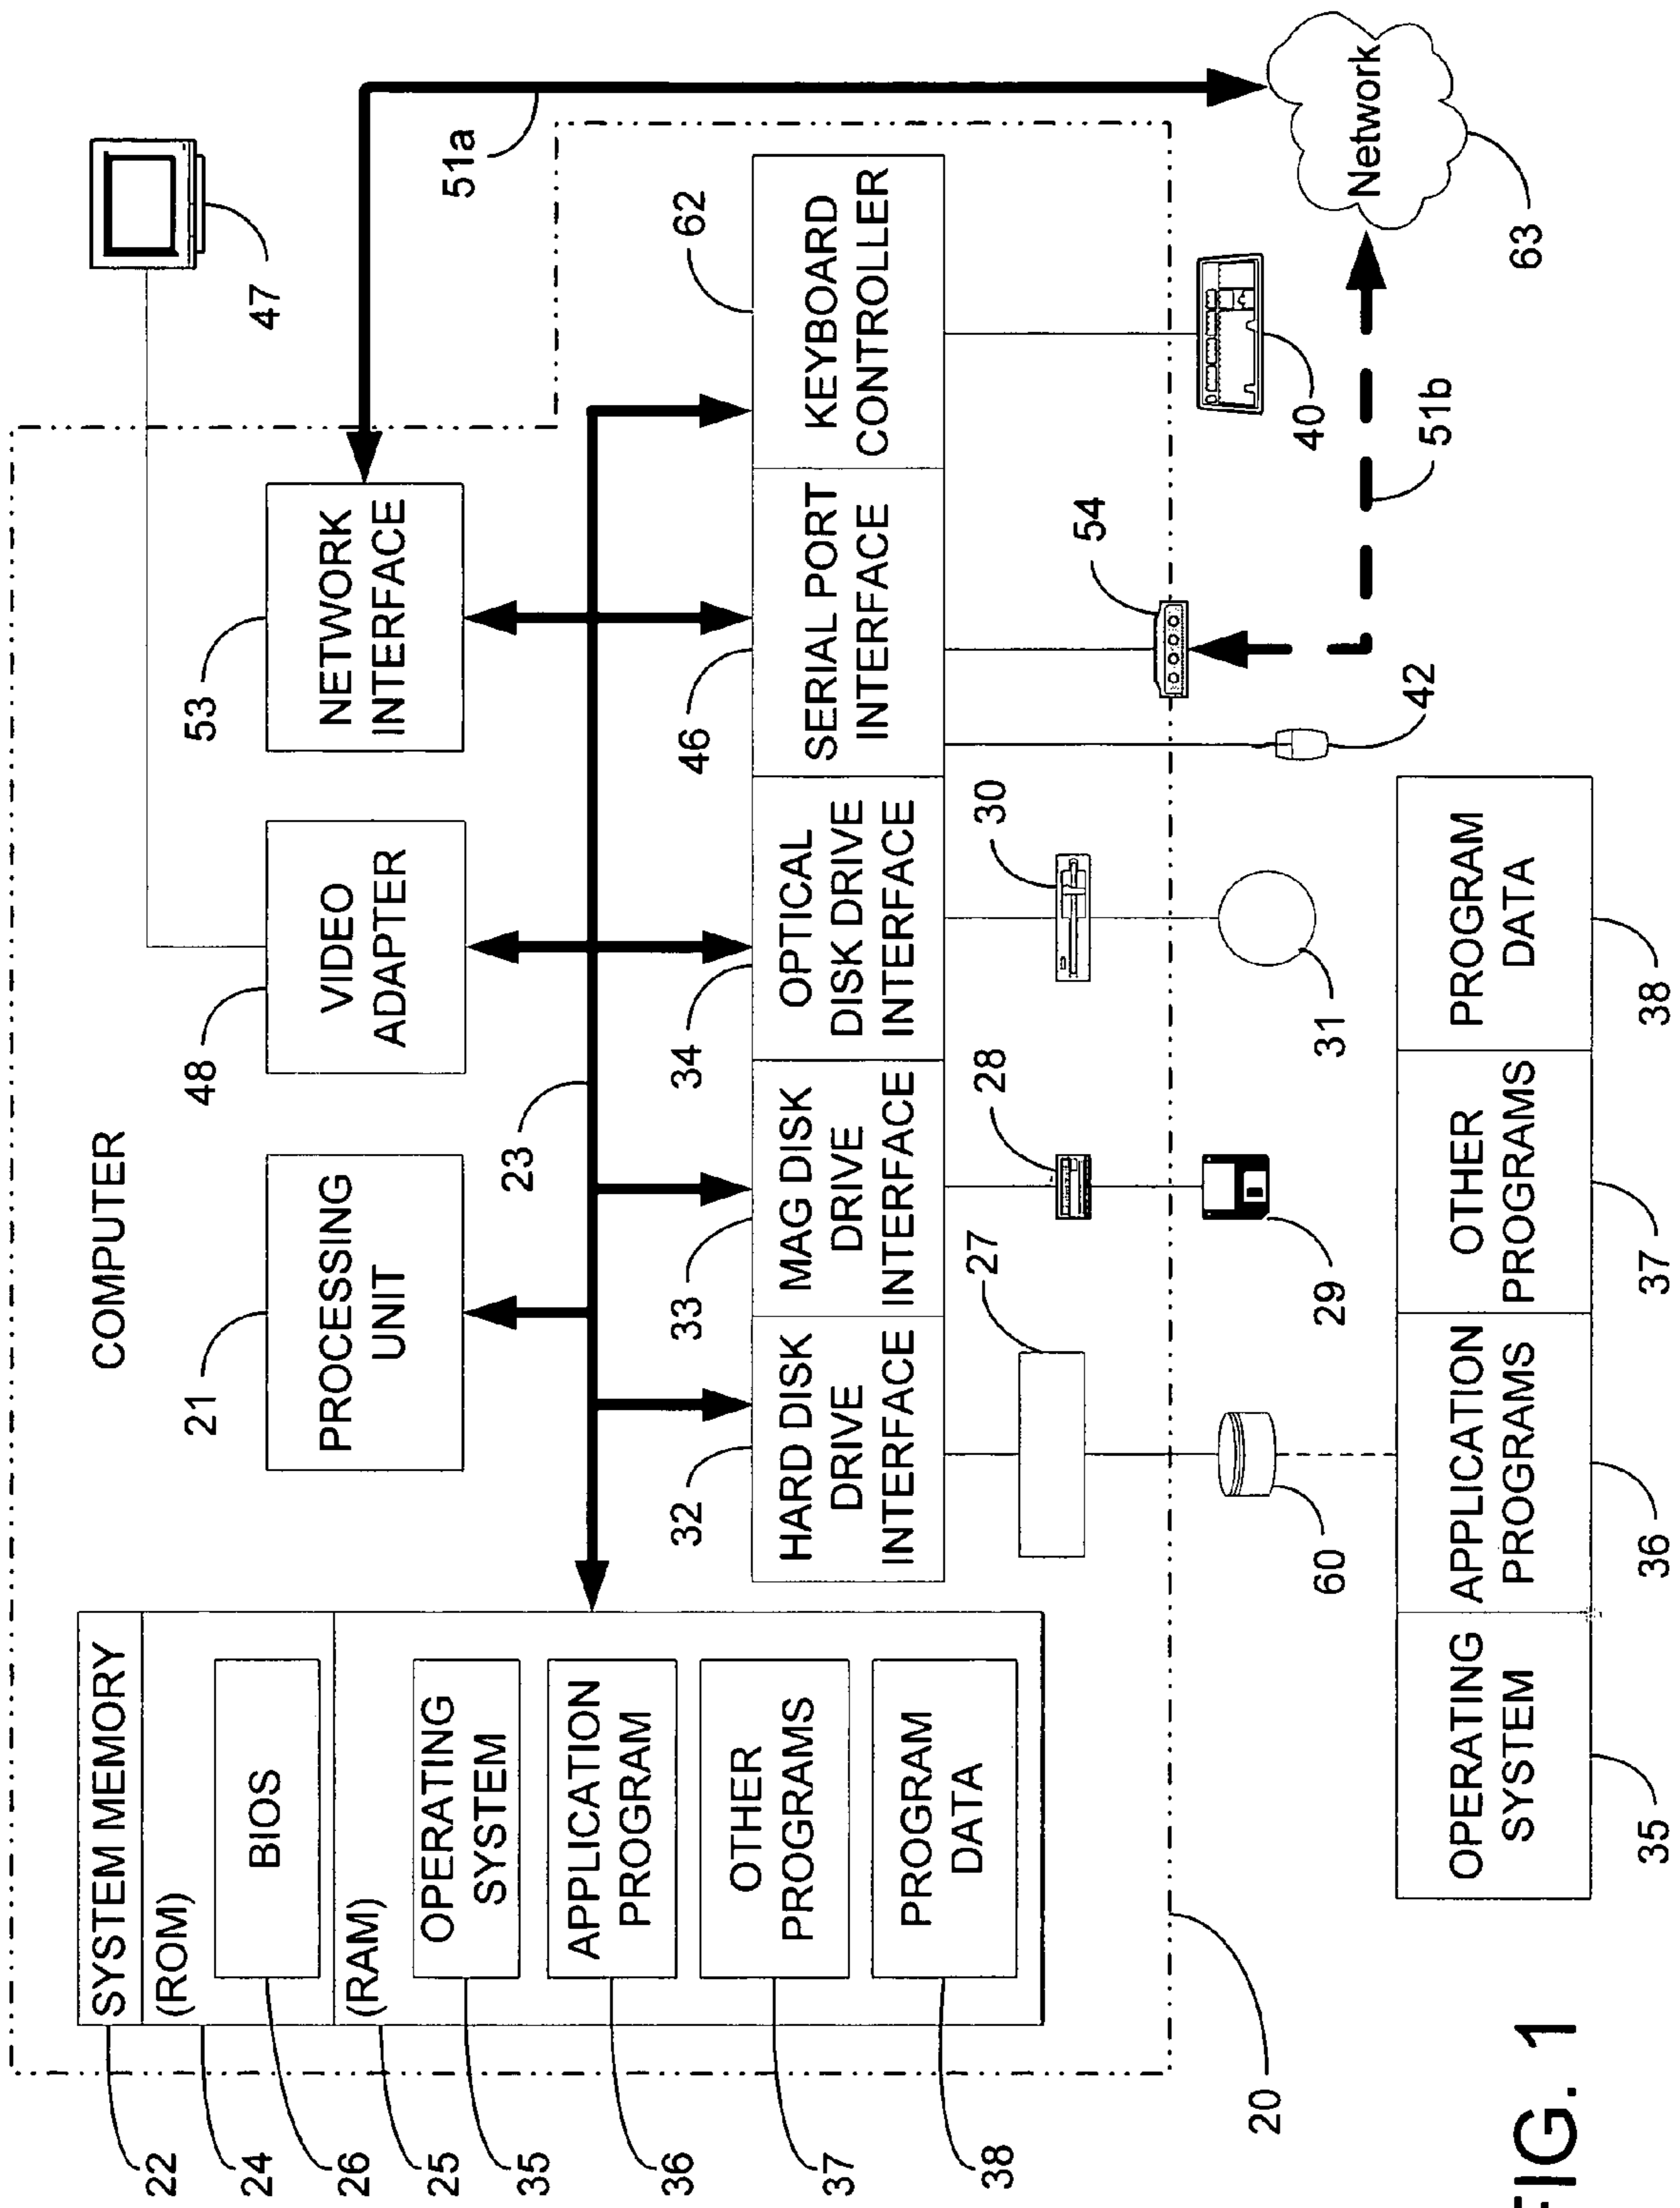 COMPUTER
22
SYSTEM MEMORY
24
(ROM)
26
BIOS
25
(RAM)
35
OPERATING
SYSTEM
36
APPLICATION
PROGRAM
37
OTHER
PROGRAMS
38
PROGRAM
DATA
20
21
PROCESSING
UNIT
48
VIDEO
ADAPTER
53
NETWORK
INTERFACE
47
51a
23
32
HARD DISK
DRIVE
INTERFACE
33
MAG DISK
DRIVE
INTERFACE
34
OPTICAL
DISK DRIVE
INTERFACE
46
SERIAL PORT
INTERFACE
62
KEYBOARD
CONTROLLER
27
28
30
54
60
29
31
42
40
51b
Network
63
OPERATING
SYSTEM
APPLICATION
PROGRAMS
OTHER
PROGRAMS
PROGRAM
DATA
35
36
37
38
FIG. 1